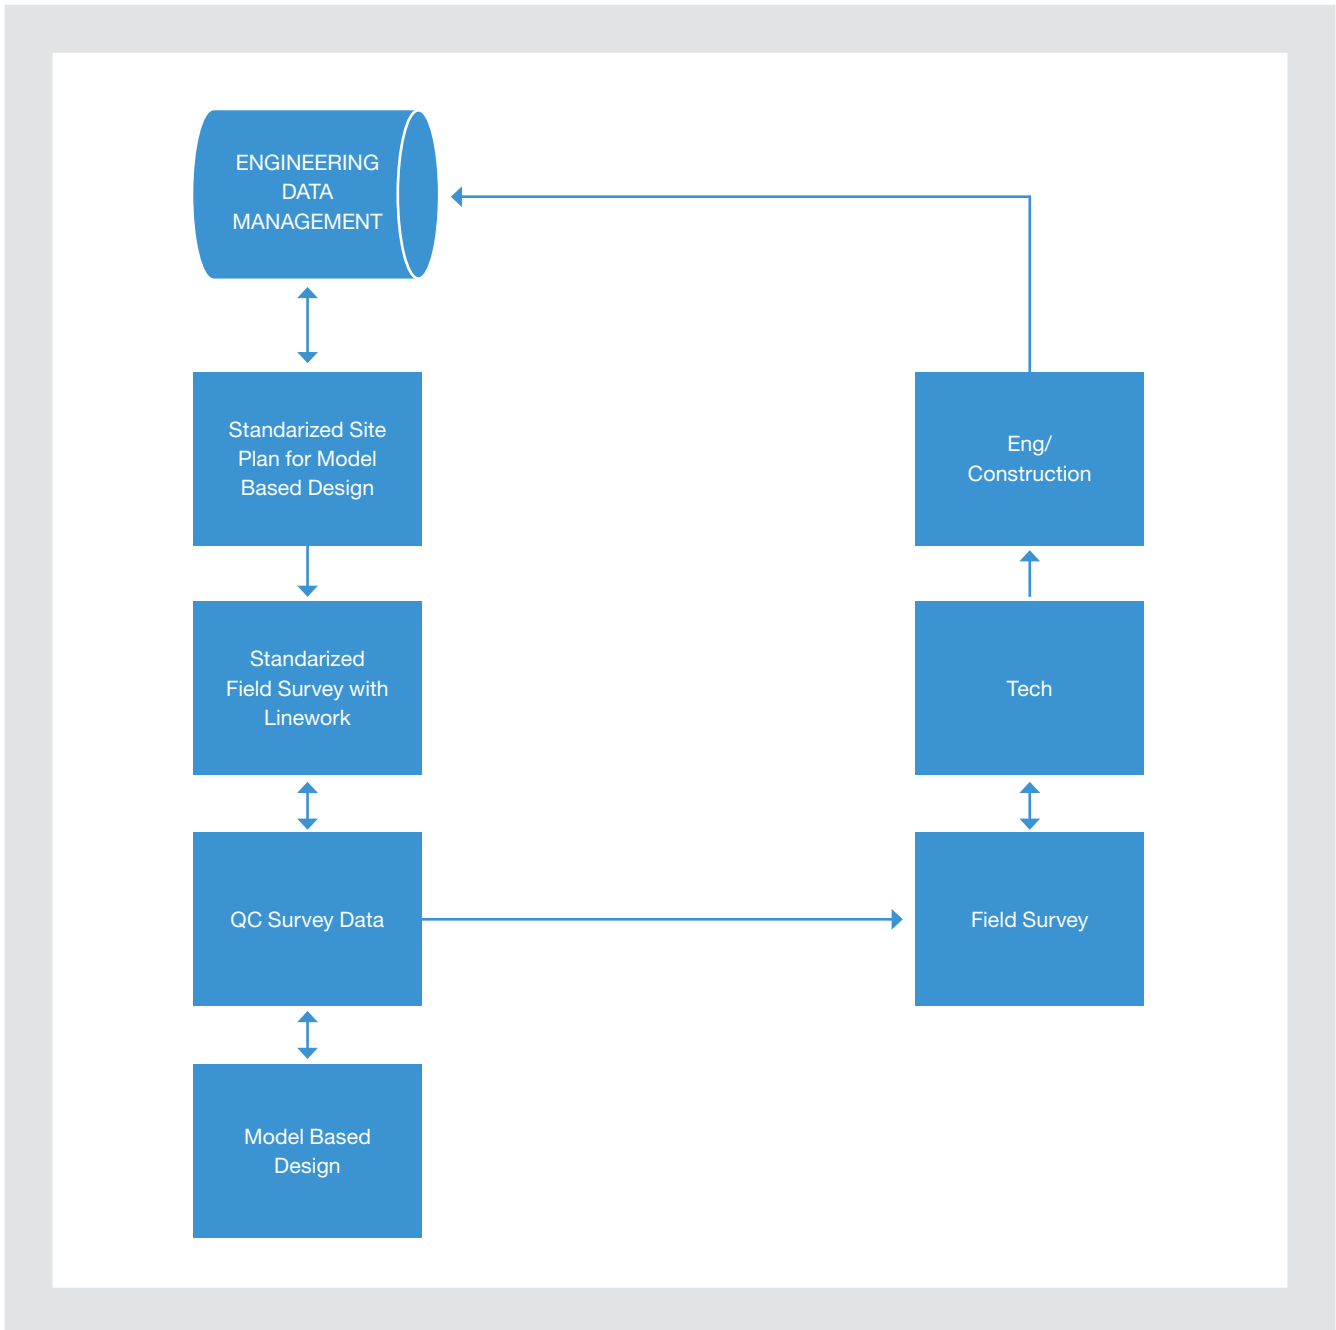 ENGINEERING
DATA
MANAGEMENT
Standarized Site
Plan for Model
Based Design
Eng/
Construction
Standarized
Field Survey with
Linework
Tech
QC Survey Data
Field Survey
Model Based
Design